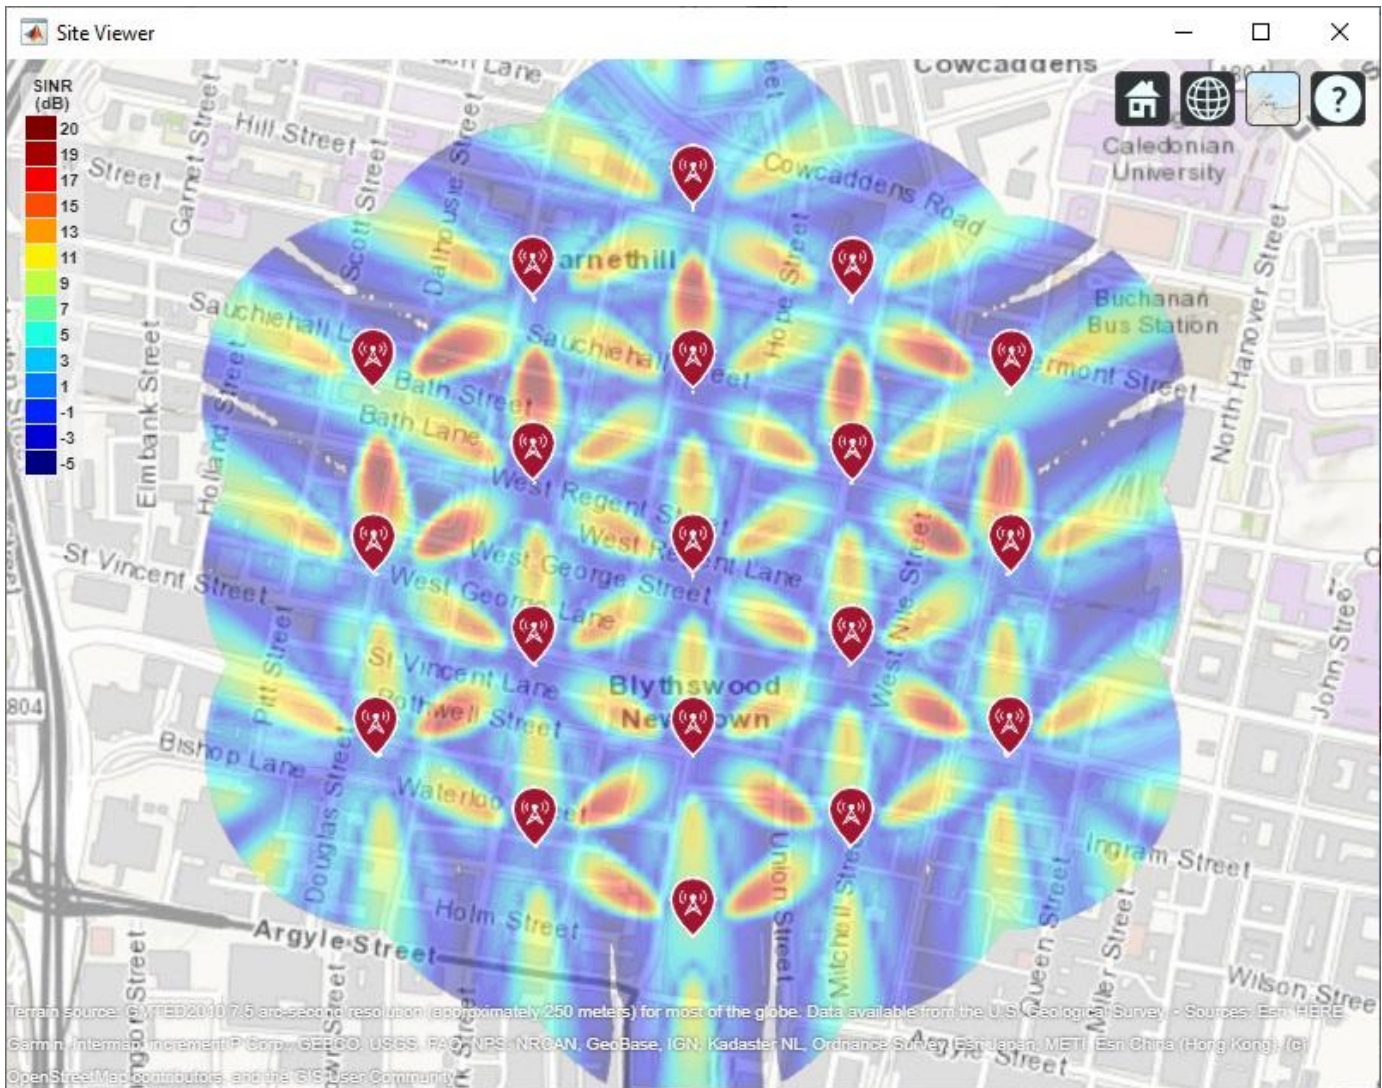 Site Viewer
SINR
(dB)
20
19
17
15
13
11
9
7
5
3
1
-1
-3
-5
Lane
Cowcaddens
Hill Street
Garnet Street
Street
Scott Street
Dalhousie Street
Caledonian
University
Cowcaddens Road
arnethill
Hope Street
Buchanan
Bus Station
North Hanover Street
Sauchiehall L
Sauchiehall
eet
ermont Street
Elmbank Street
Holland Street
Bath Street
Bath Lane
West Regent St
West Regent Lane
West George Street
West George Lane
West Nile Street
St Vincent Street
St Vincent Lane
John Stree
Blythswood
New Town
Bothwell Street
Pitt Street
804
Bishop Lane
Douglas Street
Waterloo Street
Union Street
Mitchell Street
Ingram Street
Holm Street
Argyle Street
Queen Street
Miller Street
Wilson Stree
Argyle Street
Terrain source: GMTED2010 7.5 arc-second resolution (approximately 250 meters) for most of the globe. Data available from the U.S. Geological Survey. - Sources: Esri, HERE,
Garmin, Intermap, increment P Corp., GEBCO, USGS, FAO, NPS, NRCAN, GeoBase, IGN, Kadaster NL, Ordnance Survey, Esri Japan, METI, Esri China (Hong Kong), (c)
OpenStreetMap contributors, and the GIS User Community